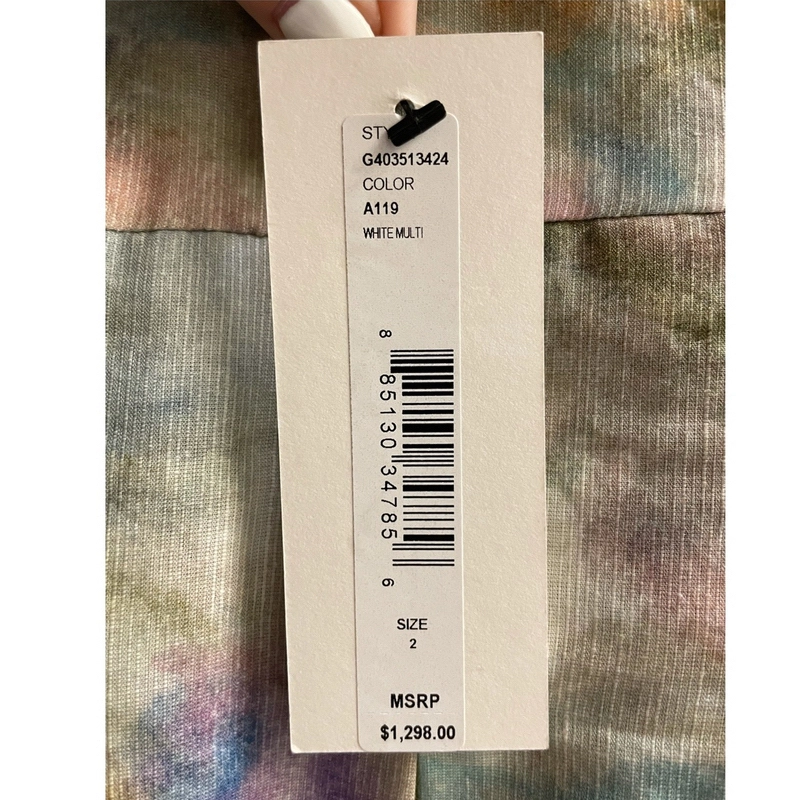 STY
G403513424
COLOR
A119
WHITE MULTI
8 85130 34785 6
SIZE
2
MSRP
$1,298.00